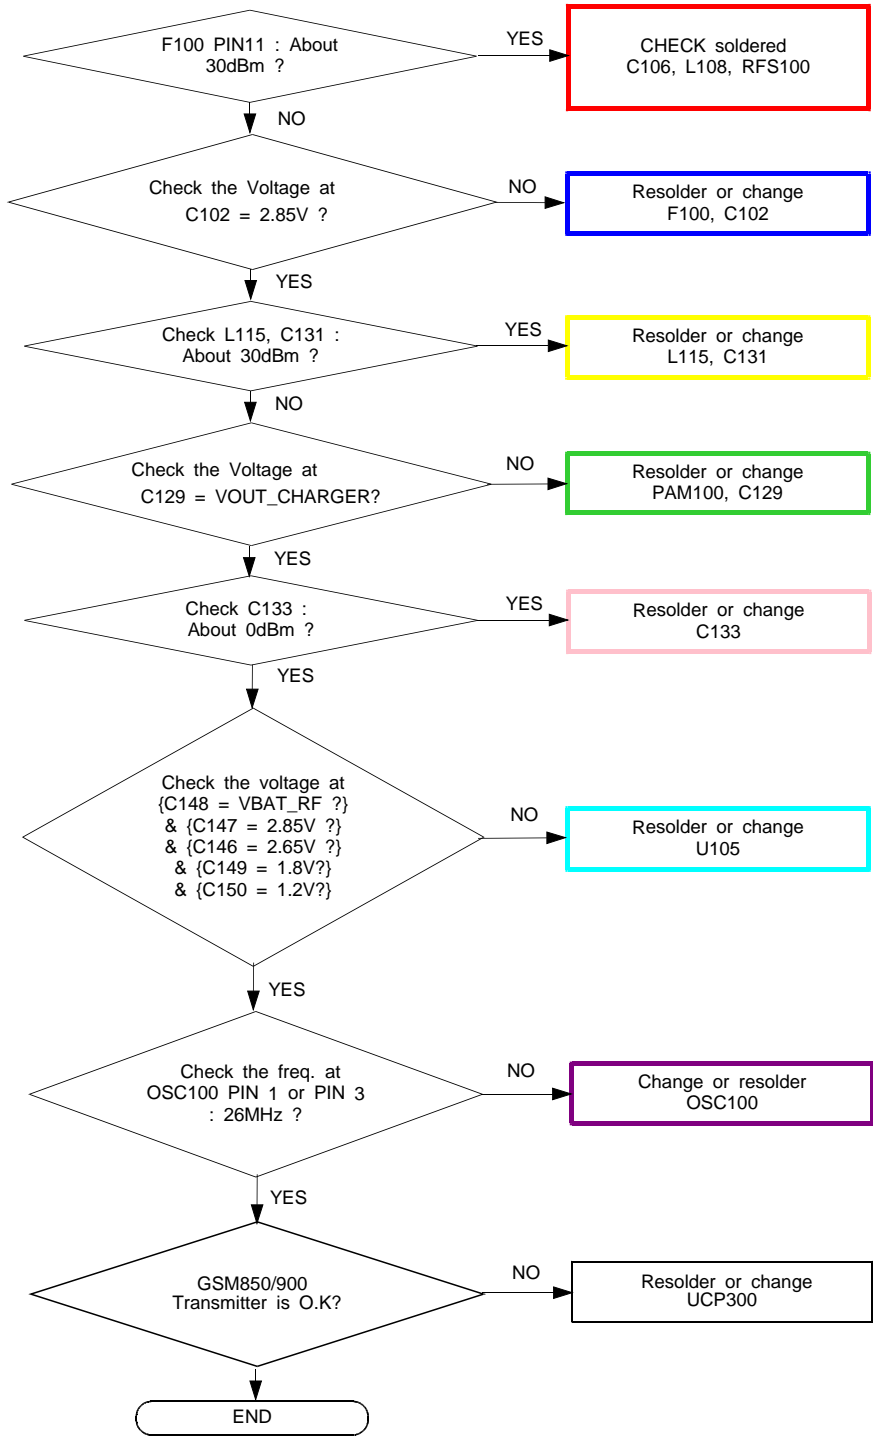 F100 PIN11 : About
30dBm ?
YES
CHECK soldered
C106, L108, RFS100
NO
Check the Voltage at
C102 = 2.85V ?
NO
Resolder or change
F100, C102
YES
Check L115, C131 :
About 30dBm ?
YES
Resolder or change
L115, C131
NO
Check the Voltage at
C129 = VOUT_CHARGER?
NO
Resolder or change
PAM100, C129
YES
Check C133 :
About 0dBm ?
YES
Resolder or change
C133
YES
Check the voltage at
{C148 = VBAT_RF ?}
& {C147 = 2.85V ?}
& {C146 = 2.65V ?}
& {C149 = 1.8V?}
& {C150 = 1.2V?}
NO
Resolder or change
U105
YES
Check the freq. at
OSC100 PIN 1 or PIN 3
: 26MHz ?
NO
Change or resolder
OSC100
YES
GSM850/900
Transmitter is O.K?
NO
Resolder or change
UCP300
END